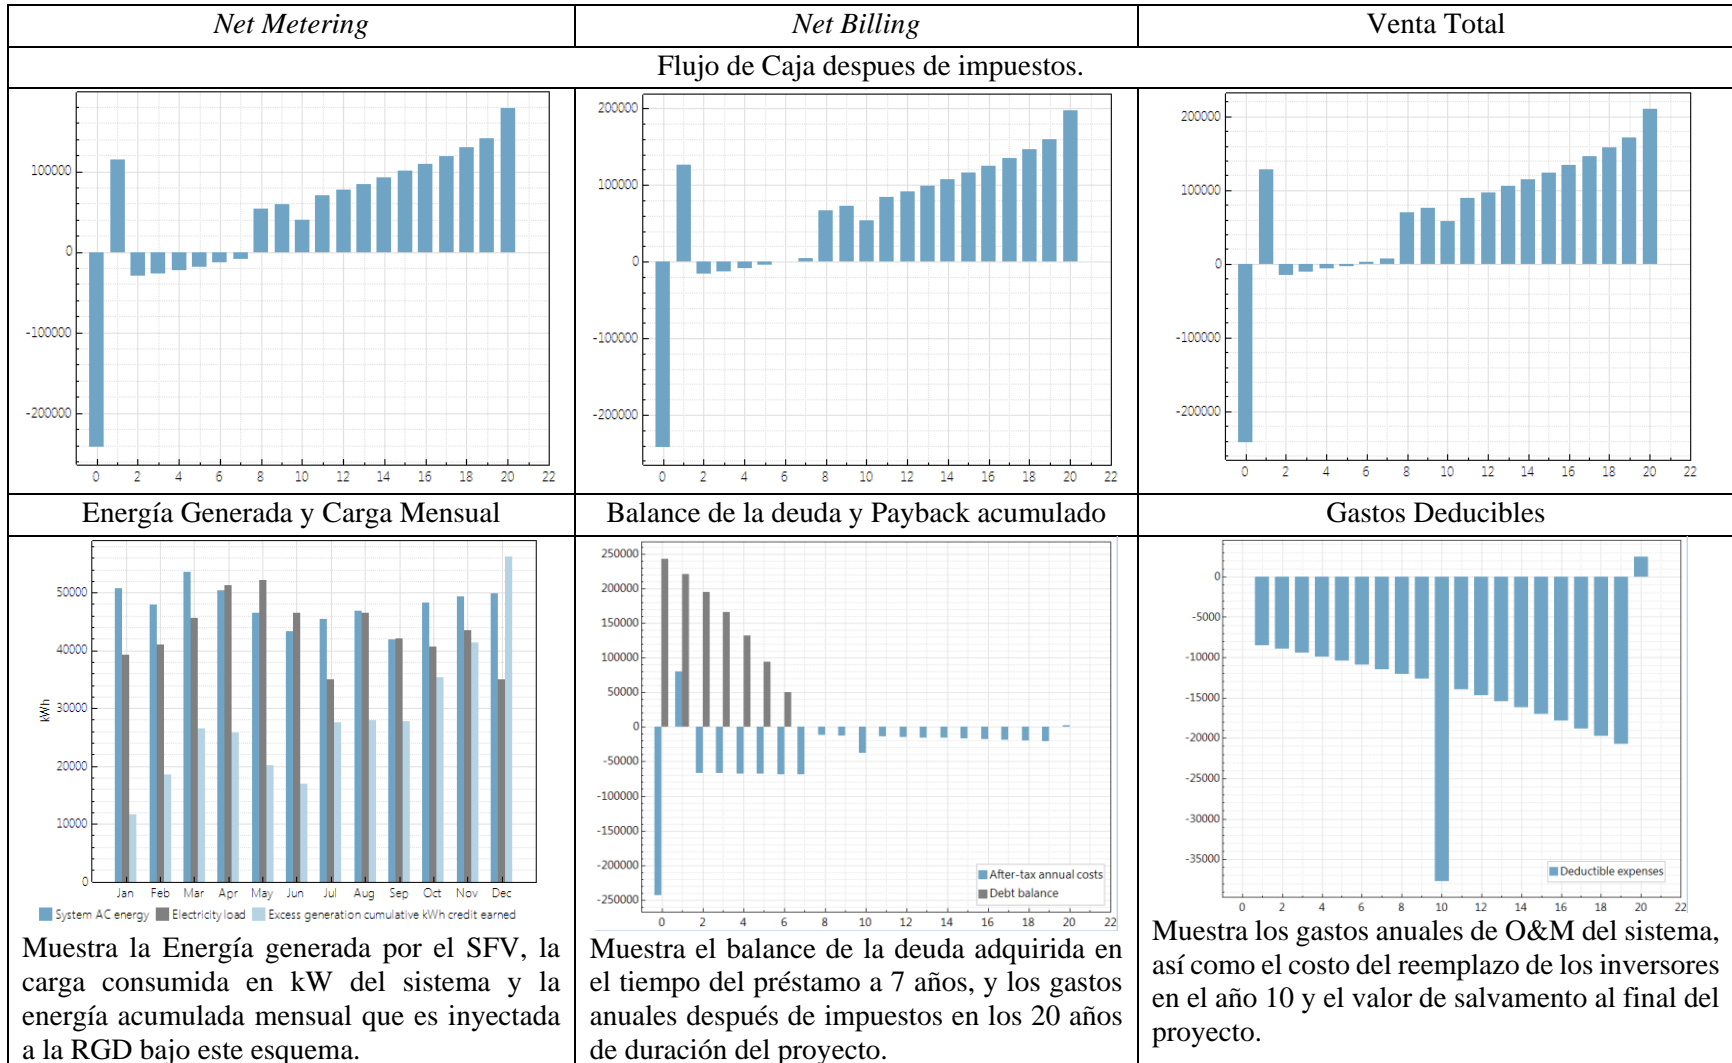 Net Metering
Net Billing
Venta Total
Flujo de Caja despues de impuestos.
100000
0
-100000
-200000
0 2 4 6 8 10 12 14 16 18 20 22
200000
100000
0
-100000
-200000
0 2 4 6 8 10 12 14 16 18 20 22
200000
100000
0
-100000
-200000
0 2 4 6 8 10 12 14 16 18 20 22
Energía Generada y Carga Mensual
Balance de la deuda y Payback acumulado
Gastos Deducibles
50000
40000
30000
20000
10000
0
kWh
Jan Feb Mar Apr May Jun Jul Aug Sep Oct Nov Dec
System AC energy Electricity load Excess generation cumulative kWh credit earned
Muestra la Energía generada por el SFV, la
carga consumida en kW del sistema y la
energía acumulada mensual que es inyectada
a la RGD bajo este esquema.
250000
200000
150000
100000
50000
0
-50000
-100000
-150000
-200000
-250000
After-tax annual costs
Debt balance
0 2 4 6 8 10 12 14 16 18 20 22
Muestra el balance de la deuda adquirida en
el tiempo del préstamo a 7 años, y los gastos
anuales después de impuestos en los 20 años
de duración del proyecto.
0
-5000
-10000
-15000
-20000
-25000
-30000
-35000
Deductible expenses
0 2 4 6 8 10 12 14 16 18 20 22
Muestra los gastos anuales de O&M del sistema,
así como el costo del reemplazo de los inversores
en el año 10 y el valor de salvamento al final del
proyecto.